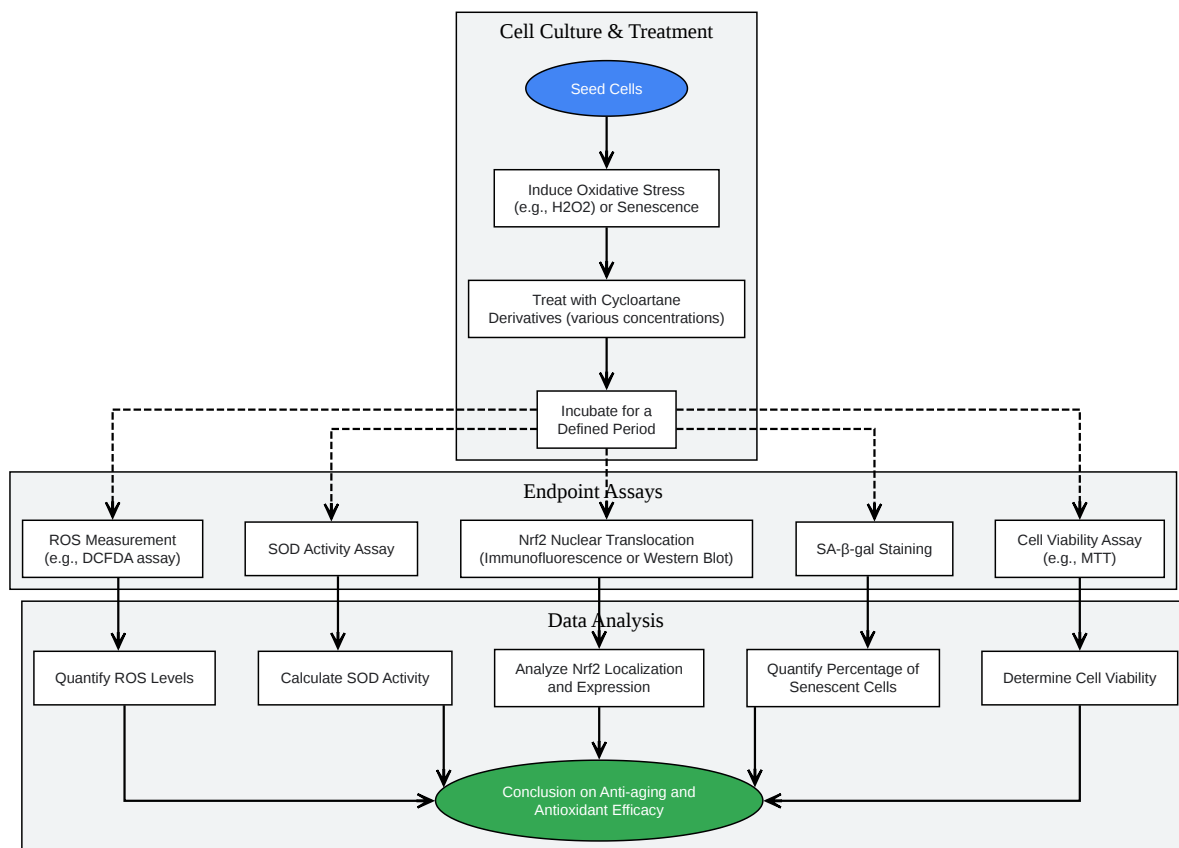 Cell Culture & Treatment
Seed Cells
Induce Oxidative Stress
(e.g., H2O2) or Senescence
Treat with Cycloartane
Derivatives (various concentrations)
Incubate for a
Defined Period
Endpoint Assays
ROS Measurement
(e.g., DCFDA assay)
SOD Activity Assay
Nrf2 Nuclear Translocation
(Immunofluorescence or Western Blot)
SA-β-gal Staining
Cell Viability Assay
(e.g., MTT)
Data Analysis
Quantify ROS Levels
Calculate SOD Activity
Analyze Nrf2 Localization
and Expression
Quantify Percentage of
Senescent Cells
Determine Cell Viability
Conclusion on Anti-aging and
Antioxidant Efficacy